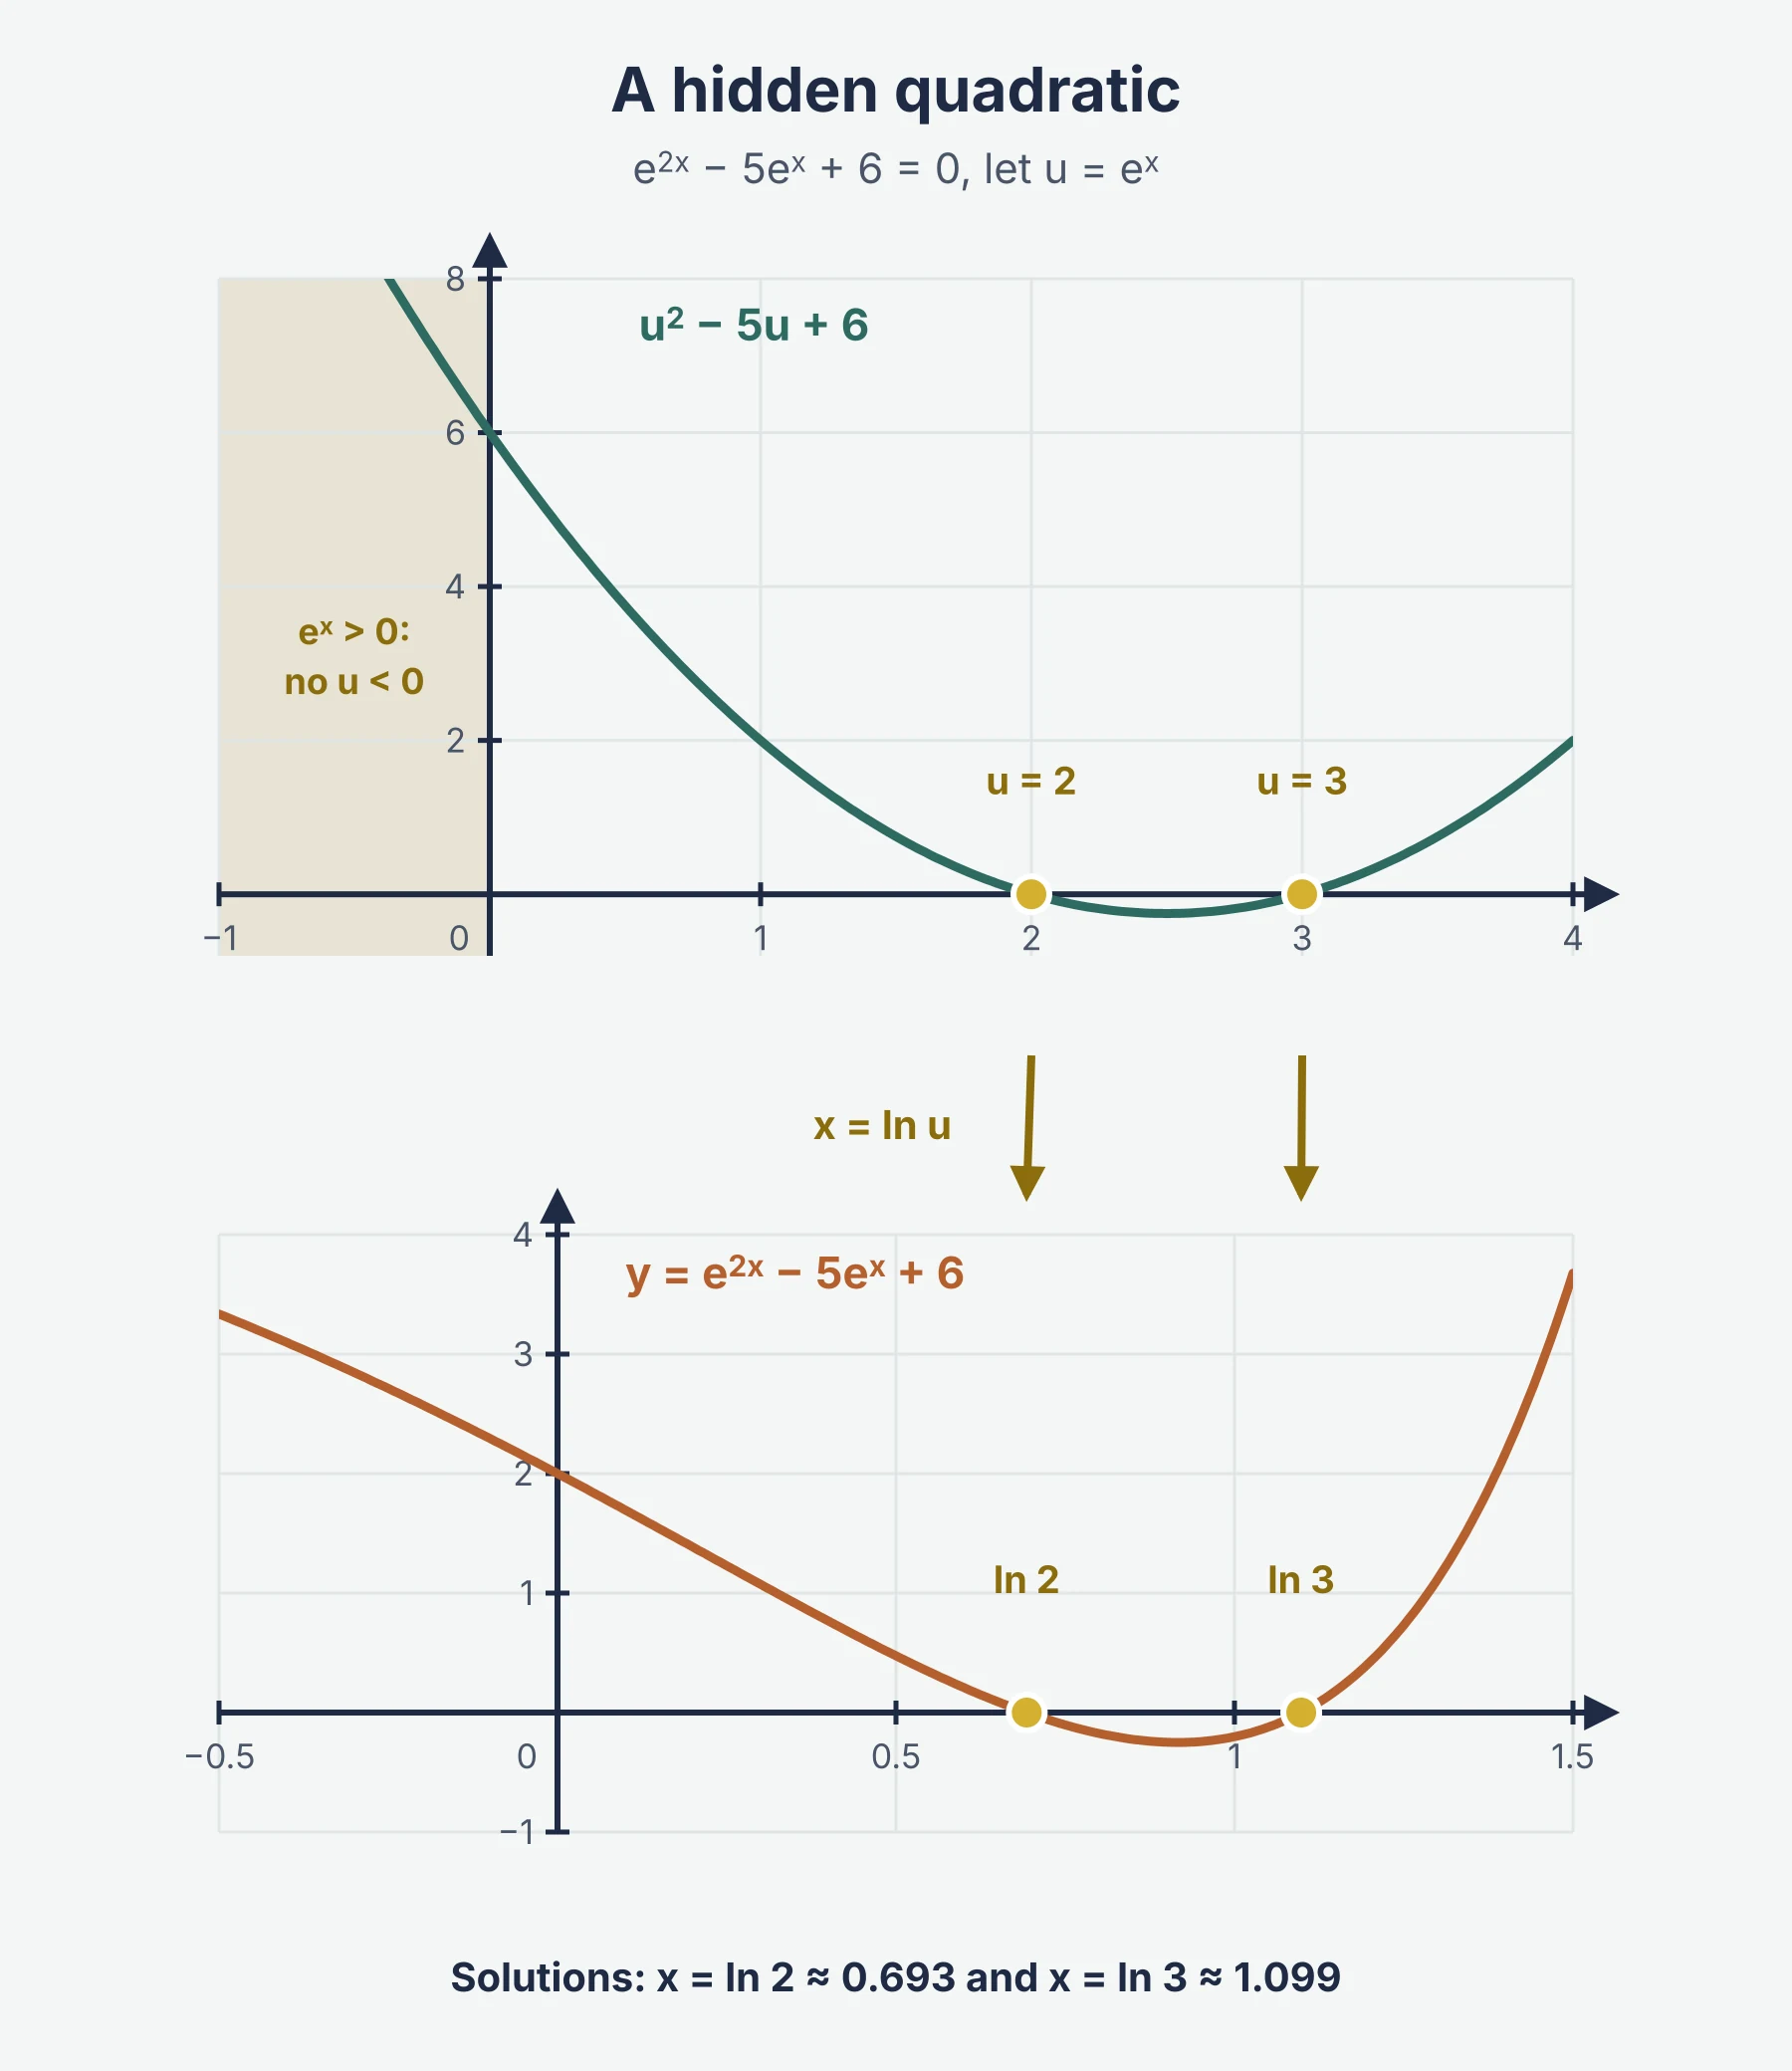 A hidden quadratic
e²ˣ − 5eˣ + 6 = 0, let u = eˣ
8
u² − 5u + 6
6
4
eˣ > 0:
no u < 0
2
u = 2 u = 3
−1 0 1 2 3 4
x = ln u
4
y = e²ˣ − 5eˣ + 6
3
2
ln 2 ln 3
1
−0.5 0 0.5 1 1.5
−1
Solutions: x = ln 2 ≈ 0.693 and x = ln 3 ≈ 1.099